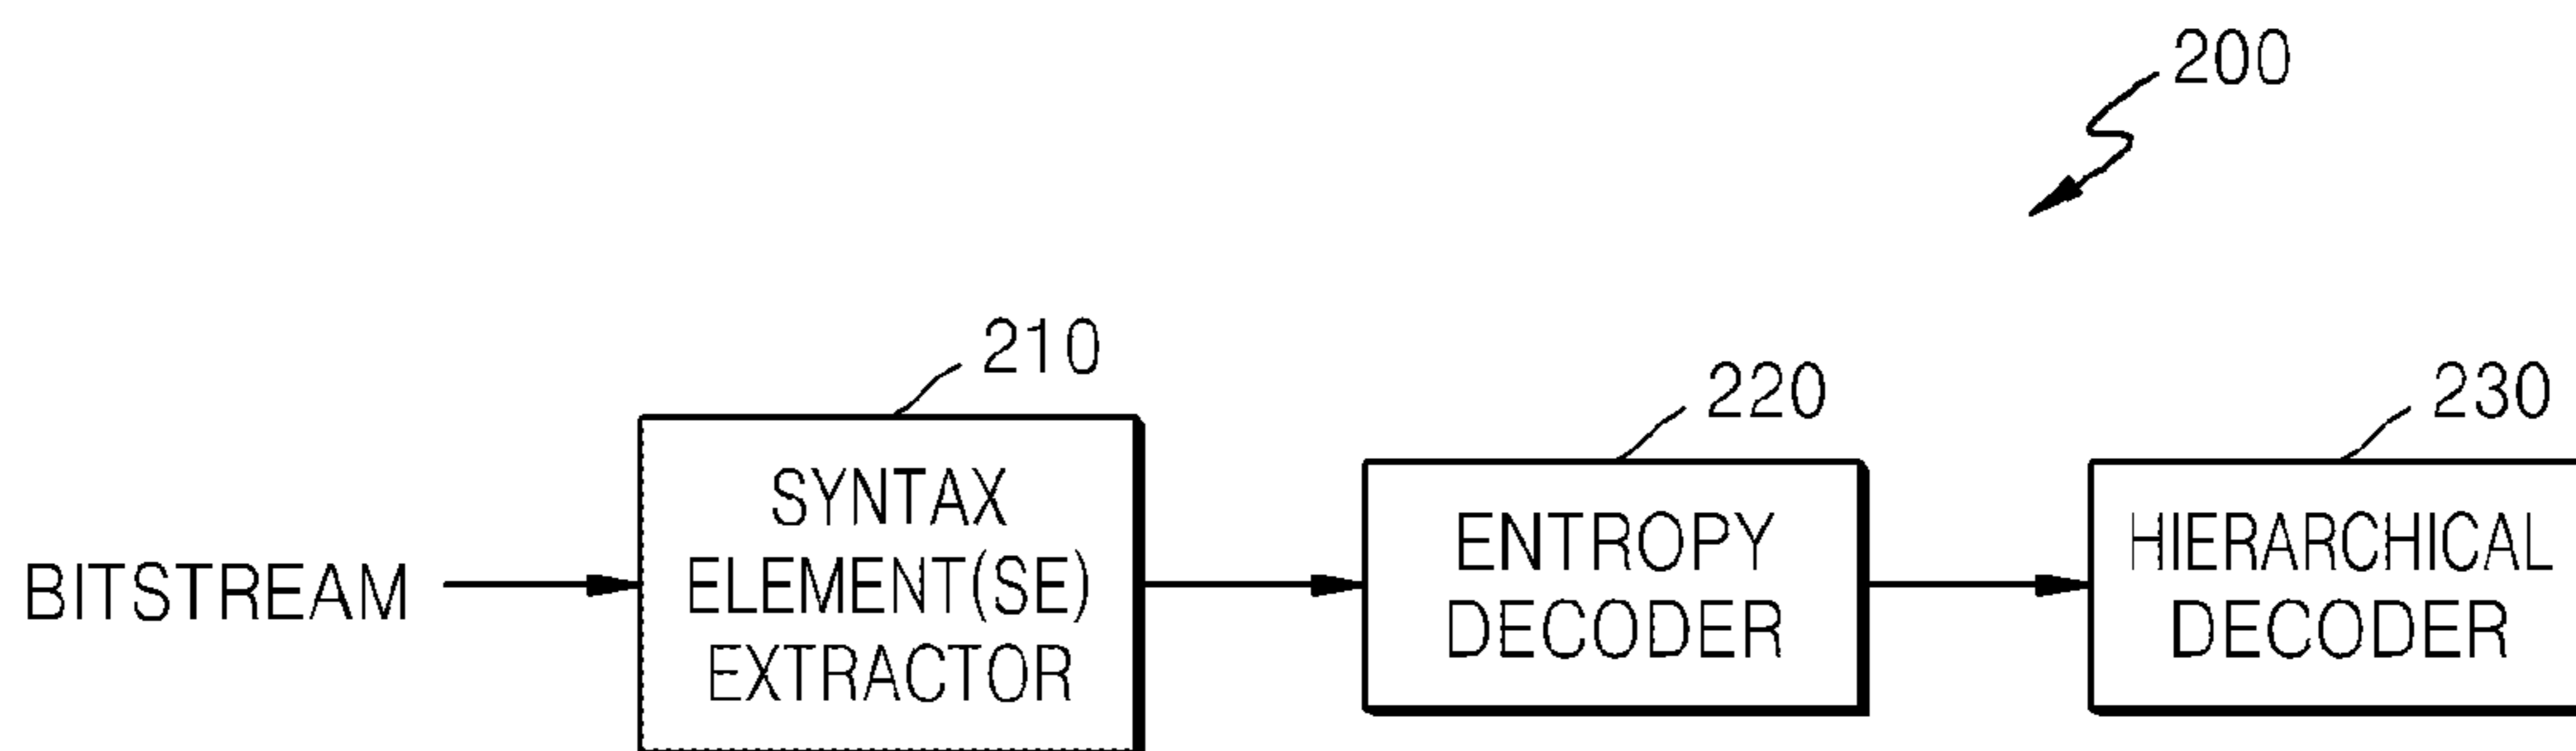 200
210
220
230
BITSTREAM
SYNTAX
ELEMENT(SE)
EXTRACTOR
ENTROPY
DECODER
HIERARCHICAL
DECODER